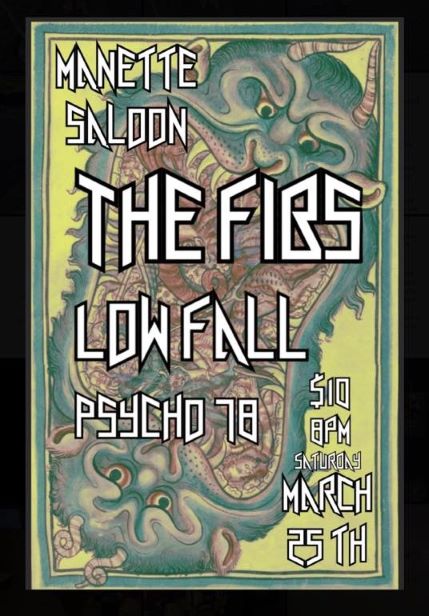 MANETTE
SALOON
THE FIBS
LOW FALL
PSYCHO 78
$10
8PM
SATURDAY
MARCH
25TH